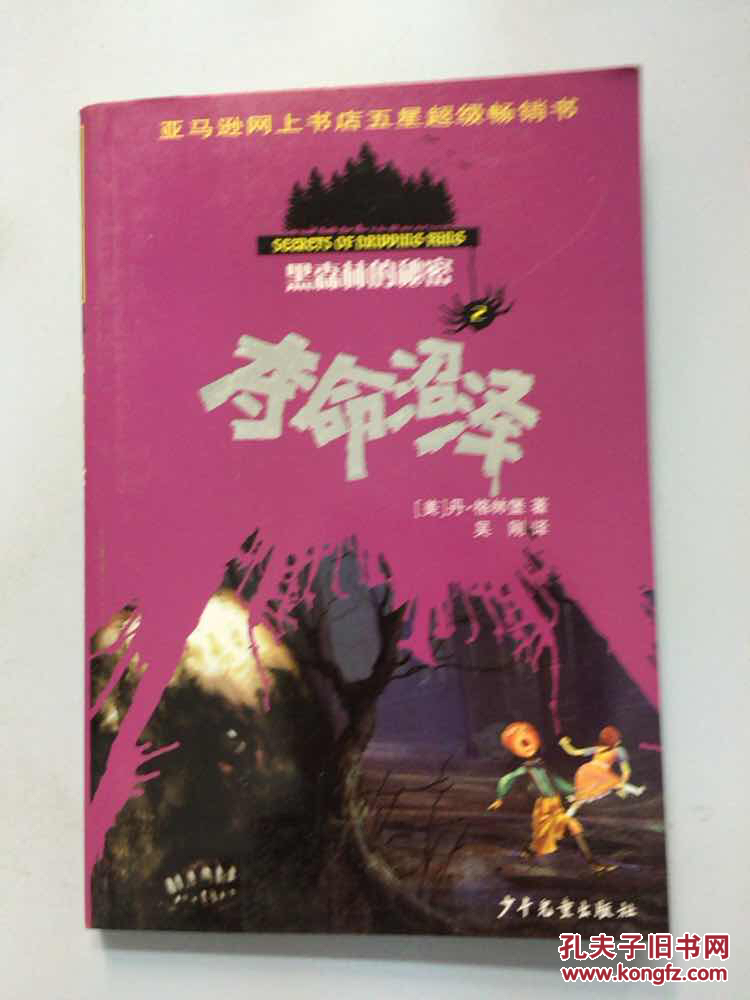 亚马逊网上书店五星超级畅销书
SECRETS OF DRIPPING FANG
黑森林的秘密
2
夺命沼泽
[美]丹·格林堡 著
吴 刚 译
少年儿童出版社
孔夫子旧书网
www.kongfz.com